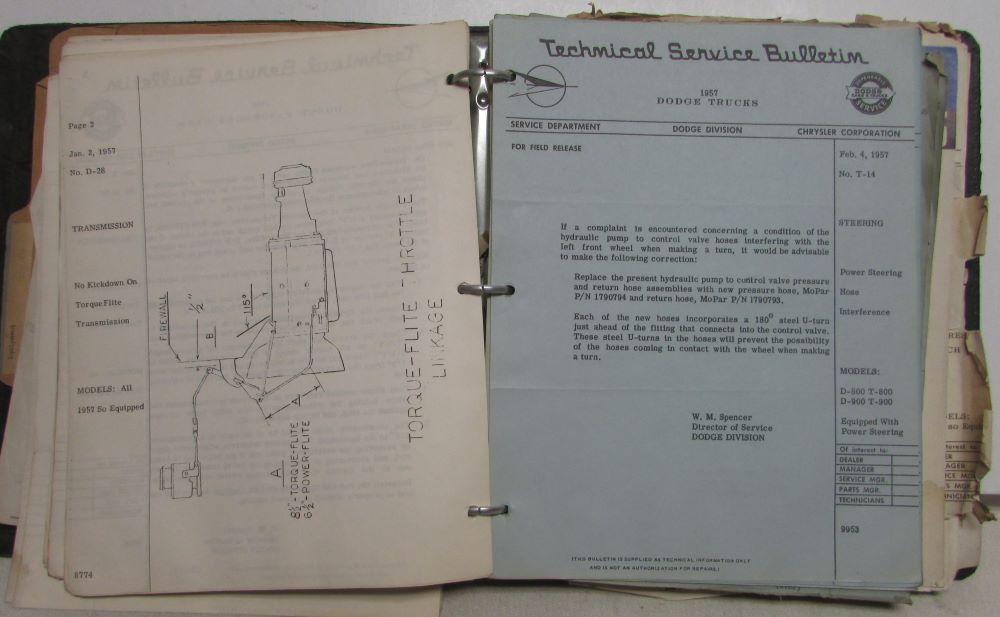 Page 2
Jan. 2, 1957
No. D-28
TRANSMISSION
No Kickdown On
TorqueFlite
Transmission
MODELS: All
1957 So Equipped
8774
FIREWALL
1/2"
B
115°
A
A
8 1/2"-TORQUE-FLITE
6 1/2"-POWER-FLITE
TORQUE-FLITE THROTTLE
LINKAGE
Technical Service Bulletin
1957
DODGE TRUCKS
DEPENDABLE
DODGE
SERVICE
SERVICE DEPARTMENT DODGE DIVISION CHRYSLER CORPORATION
FOR FIELD RELEASE
If a complaint is encountered concerning a condition of the
hydraulic pump to control valve hoses interfering with the
left front wheel when making a turn, it would be advisable
to make the following correction:
Replace the present hydraulic pump to control valve pressure
and return hose assemblies with new pressure hose, MoPar
P/N 1790794 and return hose, MoPar P/N 1790793.
Each of the new hoses incorporates a 180° steel U-turn
just ahead of the fitting that connects into the control valve.
These steel U-turns in the hoses will prevent the possibility
of the hoses coming in contact with the wheel when making
a turn.
W. M. Spencer
Director of Service
DODGE DIVISION
(THIS BULLETIN IS SUPPLIED AS TECHNICAL INFORMATION ONLY
AND IS NOT AN AUTHORIZATION FOR REPAIRS.)
Feb. 4, 1957
No. T-14
STEERING
Power Steering
Hose
Interference
MODELS:
D-800 T-800
D-900 T-900
Equipped With
Power Steering
Of interest to:
DEALER
MANAGER
SERVICE MGR.
PARTS MGR.
TECHNICIANS
9953